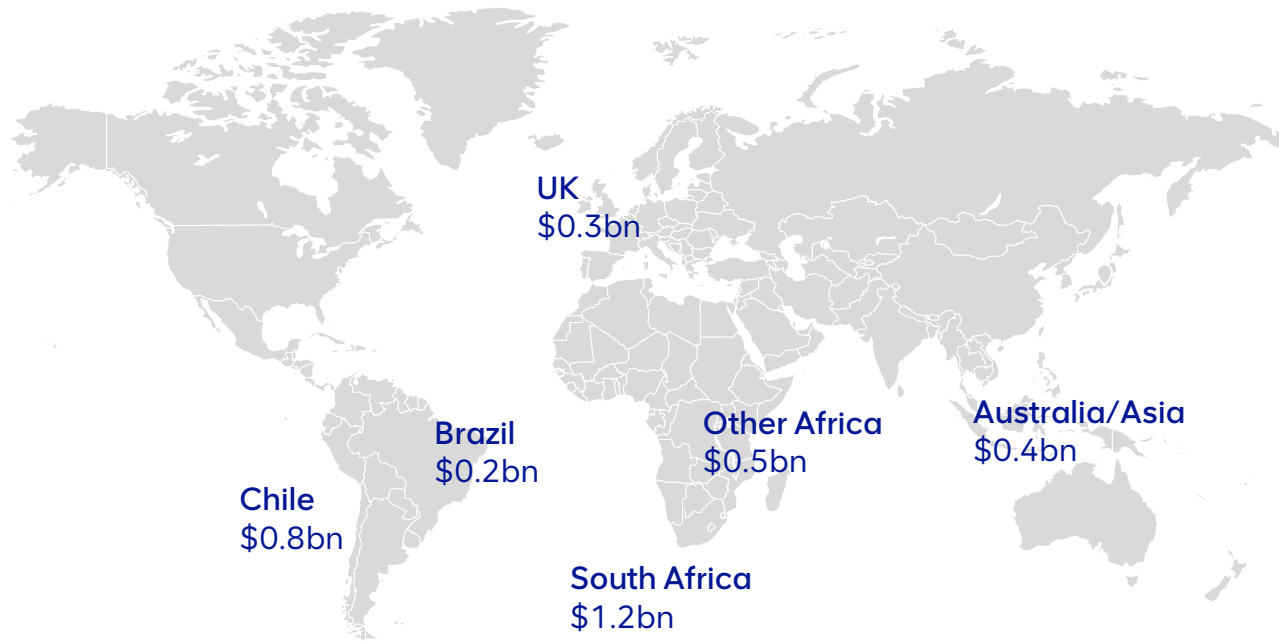 UK
$0.3bn
Brazil
$0.2bn
Other Africa
$0.5bn
Australia/Asia
$0.4bn
Chile
$0.8bn
South Africa
$1.2bn